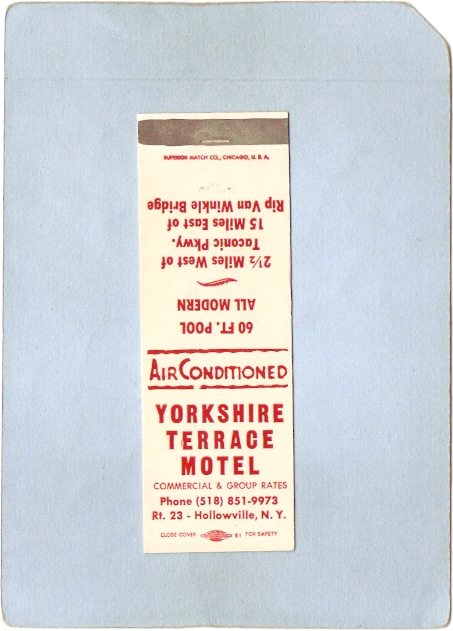 SUPERIOR MATCH CO., CHICAGO, U. S. A.
60 FT. POOL
ALL MODERN
2½ Miles West of
Taconic Pkwy.
15 Miles East of
Rip Van Winkle Bridge
AIR CONDITIONED
YORKSHIRE
TERRACE
MOTEL
COMMERCIAL & GROUP RATES
Phone (518) 851-9973
Rt. 23 - Hollowville, N. Y.
CLOSE COVER 81 FOR SAFETY